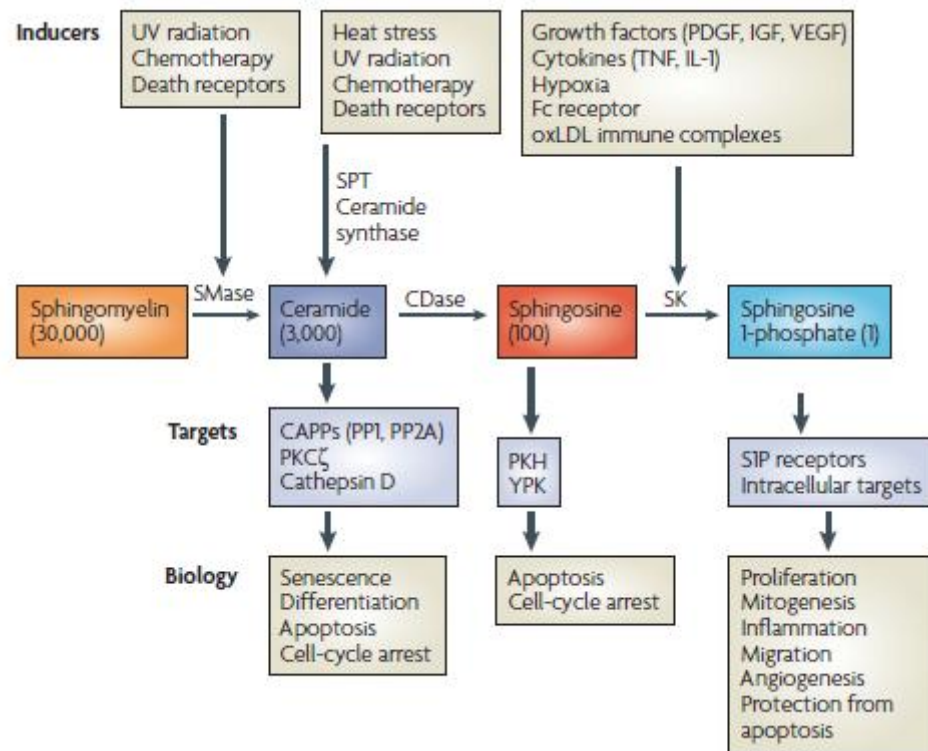 Inducers
UV radiation
Chemotherapy
Death receptors
Heat stress
UV radiation
Chemotherapy
Death receptors
Growth factors (PDGF, IGF, VEGF)
Cytokines (TNF, IL-1)
Hypoxia
Fc receptor
oxLDL immune complexes
SPT
Ceramide
synthase
Sphingomyelin
(30,000)
SMase
Ceramide
(3,000)
CDase
Sphingosine
(100)
SK
Sphingosine
1-phosphate (1)
Targets
CAPPs (PP1, PP2A)
PKCζ
Cathepsin D
PKH
YPK
S1P receptors
Intracellular targets
Biology
Senescence
Differentiation
Apoptosis
Cell-cycle arrest
Apoptosis
Cell-cycle arrest
Proliferation
Mitogenesis
Inflammation
Migration
Angiogenesis
Protection from
apoptosis